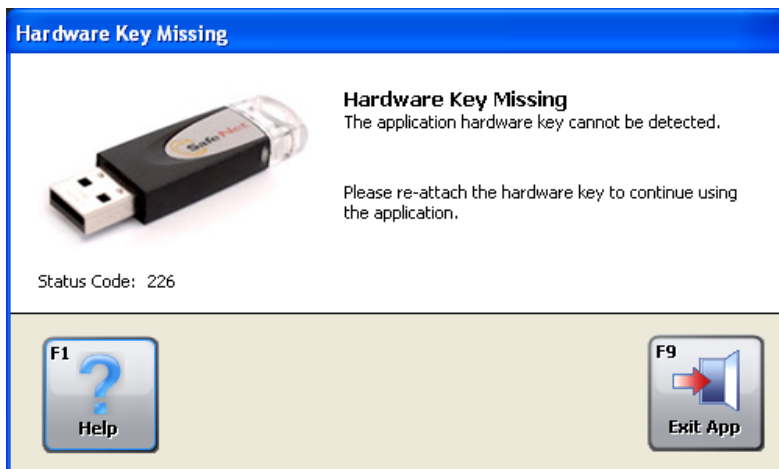 Hardware Key Missing
Hardware Key Missing
The application hardware key cannot be detected.
SafeNet
Please re-attach the hardware key to continue using
the application.
Status Code: 226
F1
Help
F9
Exit App